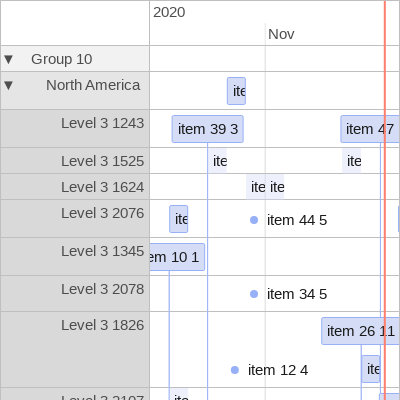 2020
Nov
▼ Group 10
▼ North America
ite
Level 3 1243
item 39 3
item 47
Level 3 1525
ite
ite
Level 3 1624
ite ite
Level 3 2076
ite
item 44 5
Level 3 1345
em 10 1
Level 3 2078
item 34 5
Level 3 1826
item 26 11
item 12 4
ite
Level 3 2107
ite